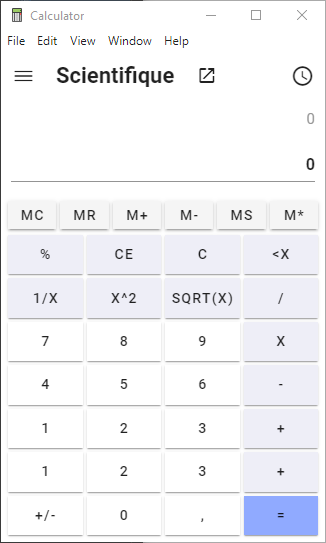 Calculator
File Edit View Window Help
Scientifique
0
0
MC MR M+ M- MS M*
% CE C <X
1/X X^2 SQRT(X) /
7 8 9 X
4 5 6 -
1 2 3 +
1 2 3 +
+/- 0 , =